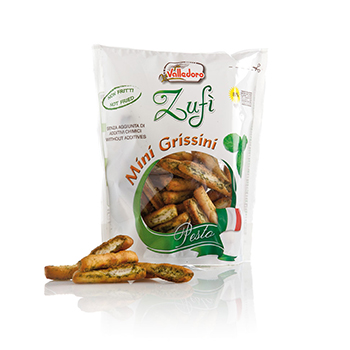 Valledoro
Zufì
NON FRITTI
NOT FRIED
SENZA AGGIUNTA DI
ADDITIVI CHIMICI
WITHOUT ADDITIVES
Mini Grissini
Pesto